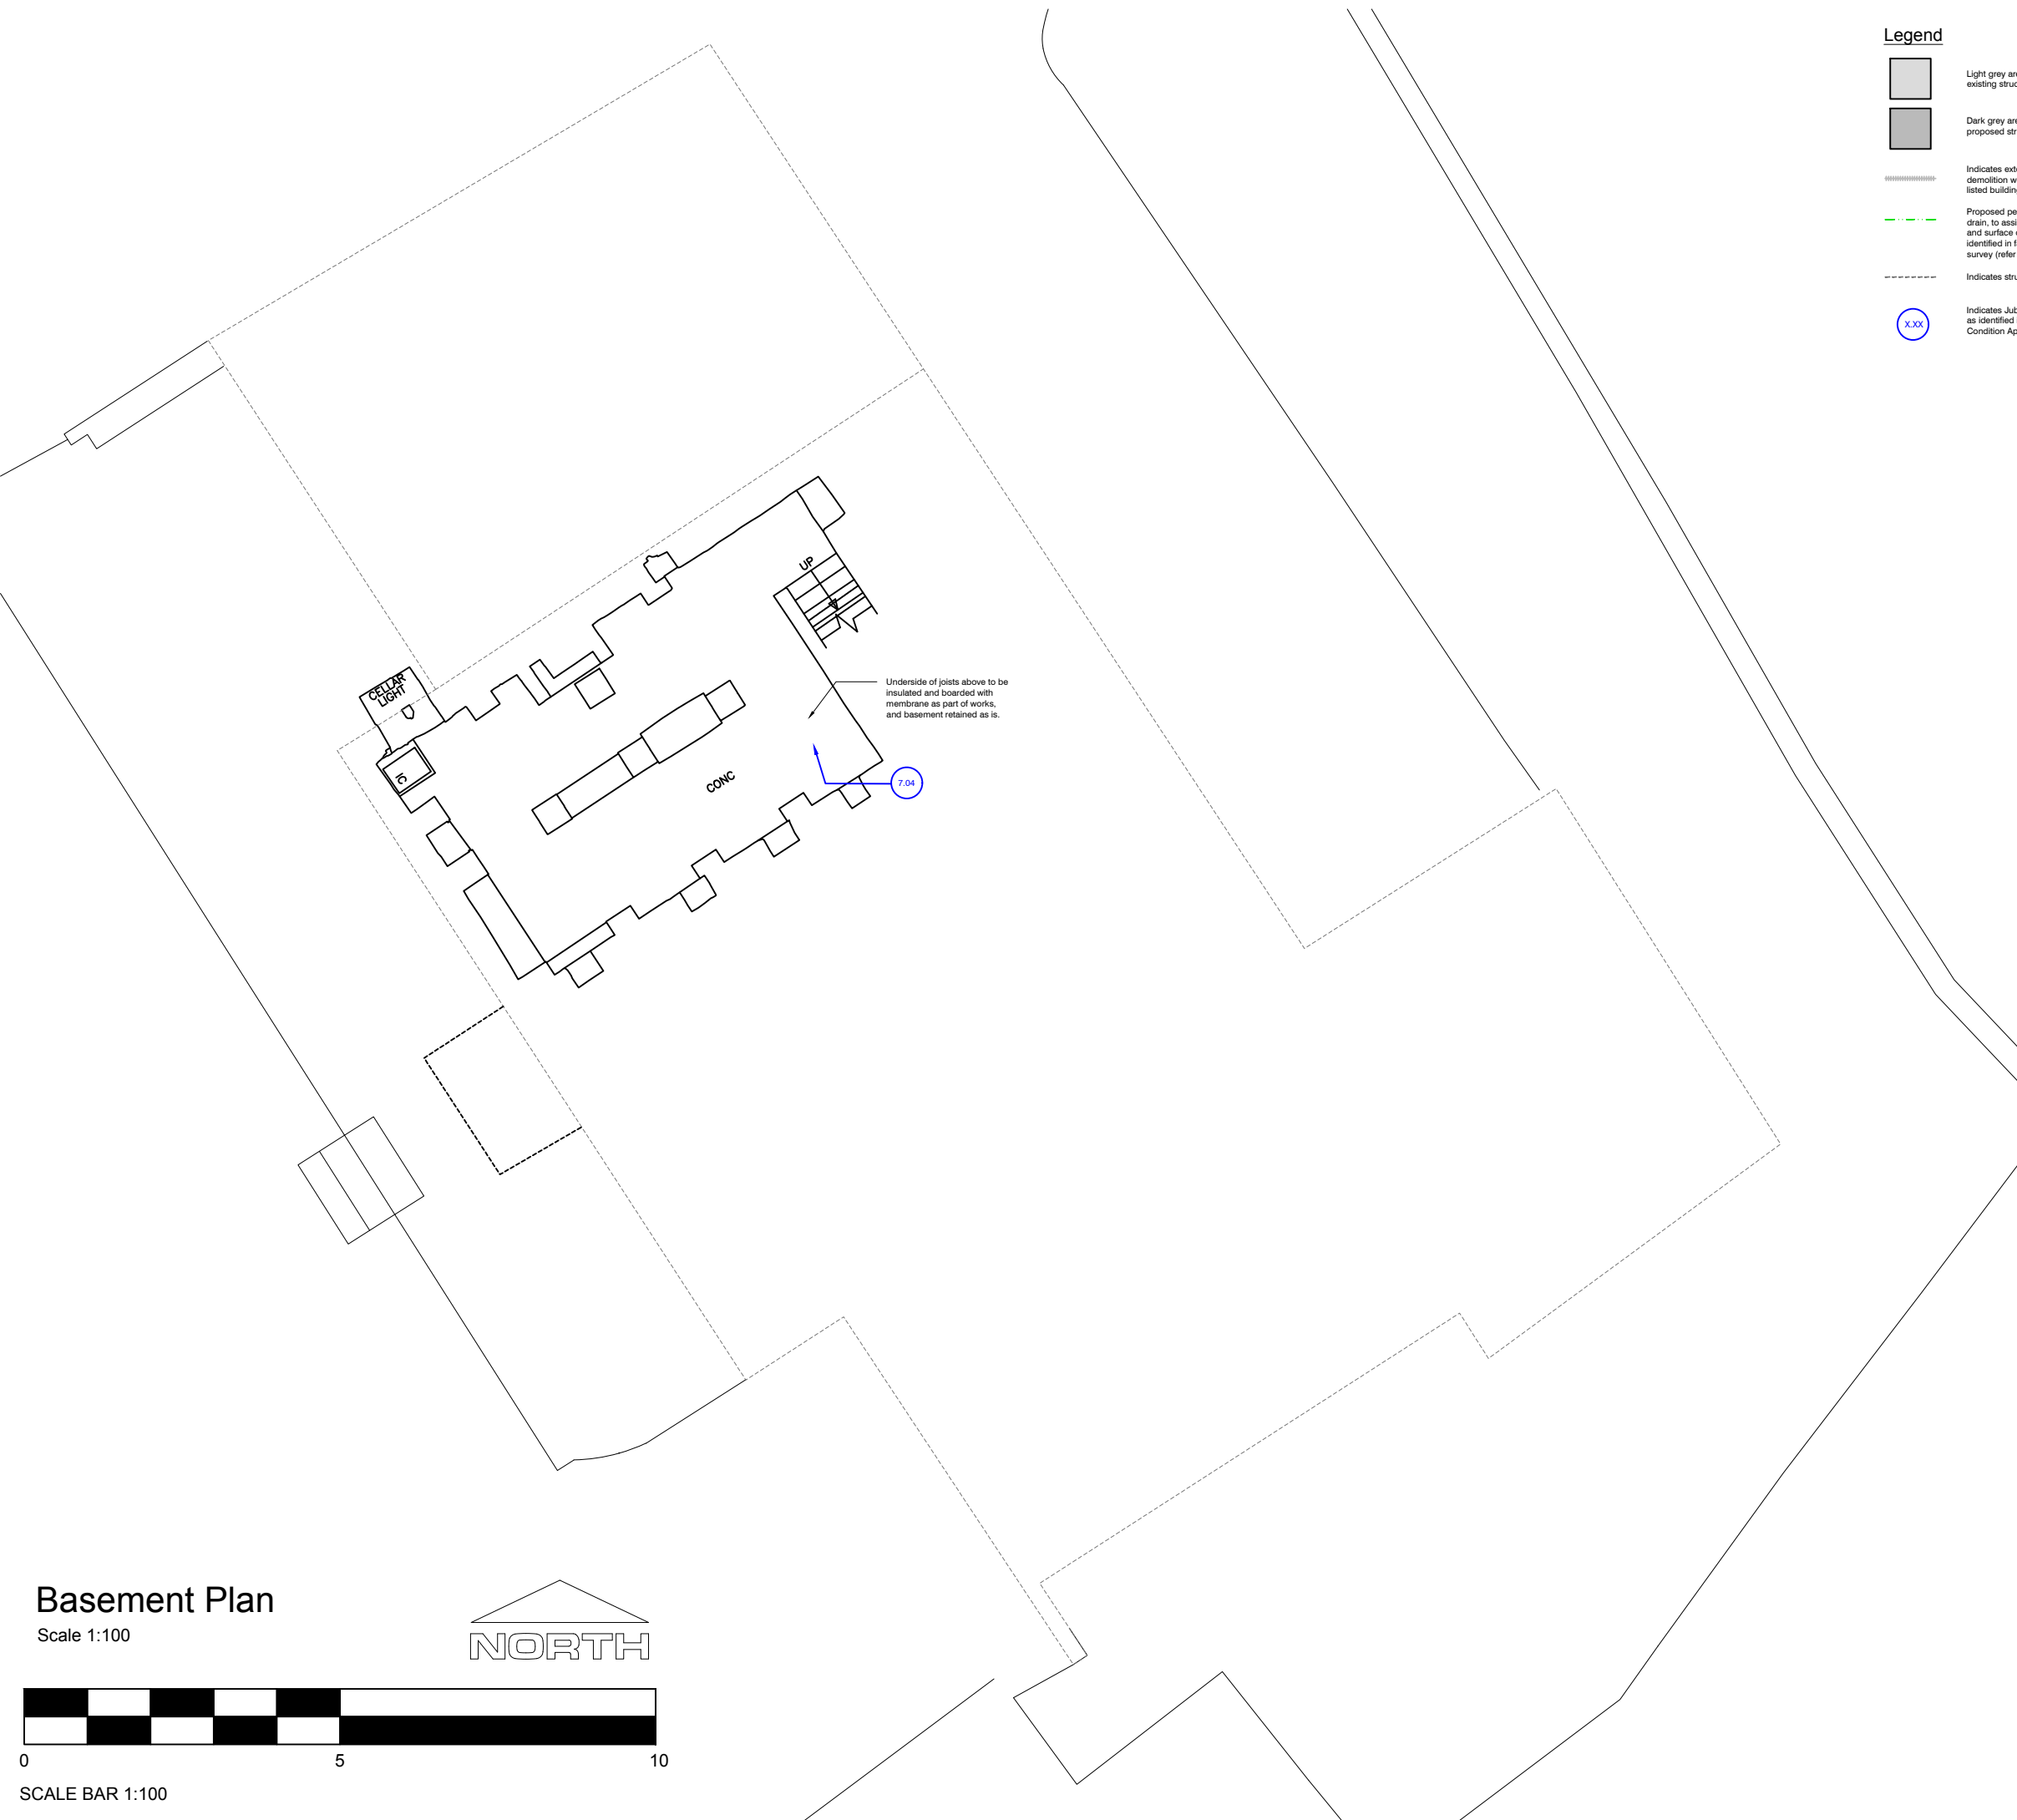 Legend
Light grey are
existing struc
Dark grey are
proposed str
Indicates exte
demolition w
listed building
Proposed pe
drain, to assi
and surface
identified in f
survey (refer
Indicates stru
X.XX
Indicates Jub
as identified
Condition Ap
UP
CELLAR
LIGHT
IC
CONC
Underside of joists above to be
insulated and boarded with
membrane as part of works,
and basement retained as is.
7.04
Basement Plan
Scale 1:100
NORTH
0 5 10
SCALE BAR 1:100